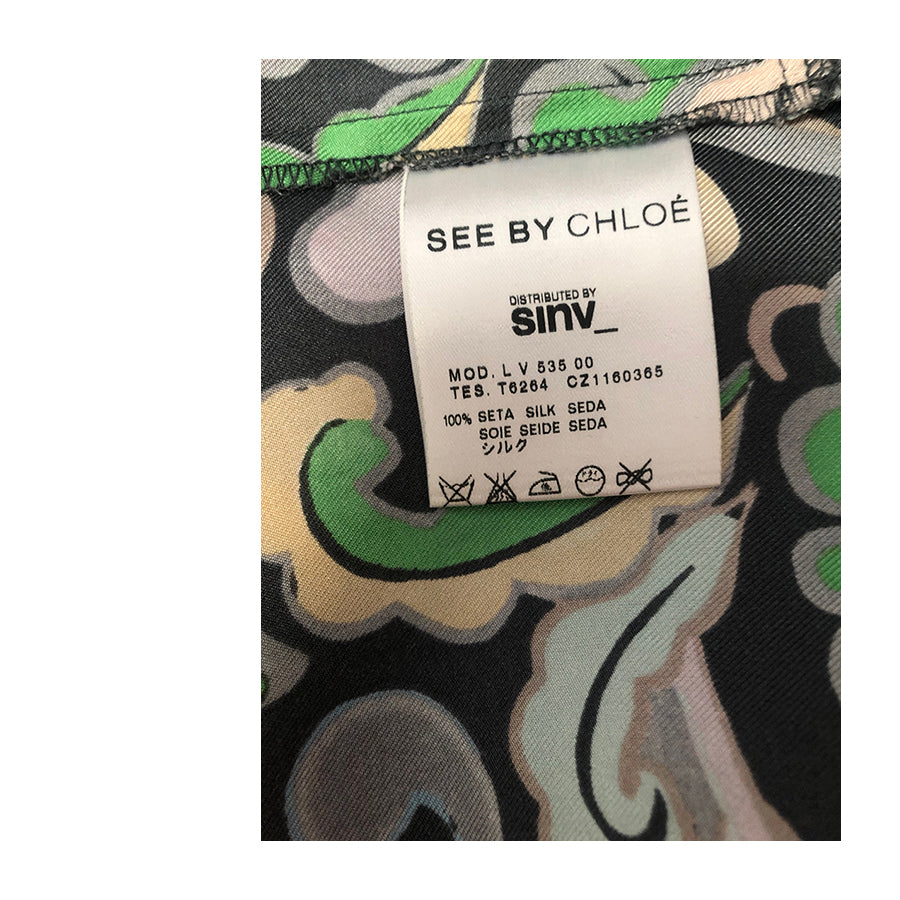 SEE BY CHLOÉ
DISTRIBUTED BY
sinv_
MOD. L V 535 00
TES. T6264 CZ1160365
100% SETA SILK SEDA
SOIE SEIDE SEDA
シルク